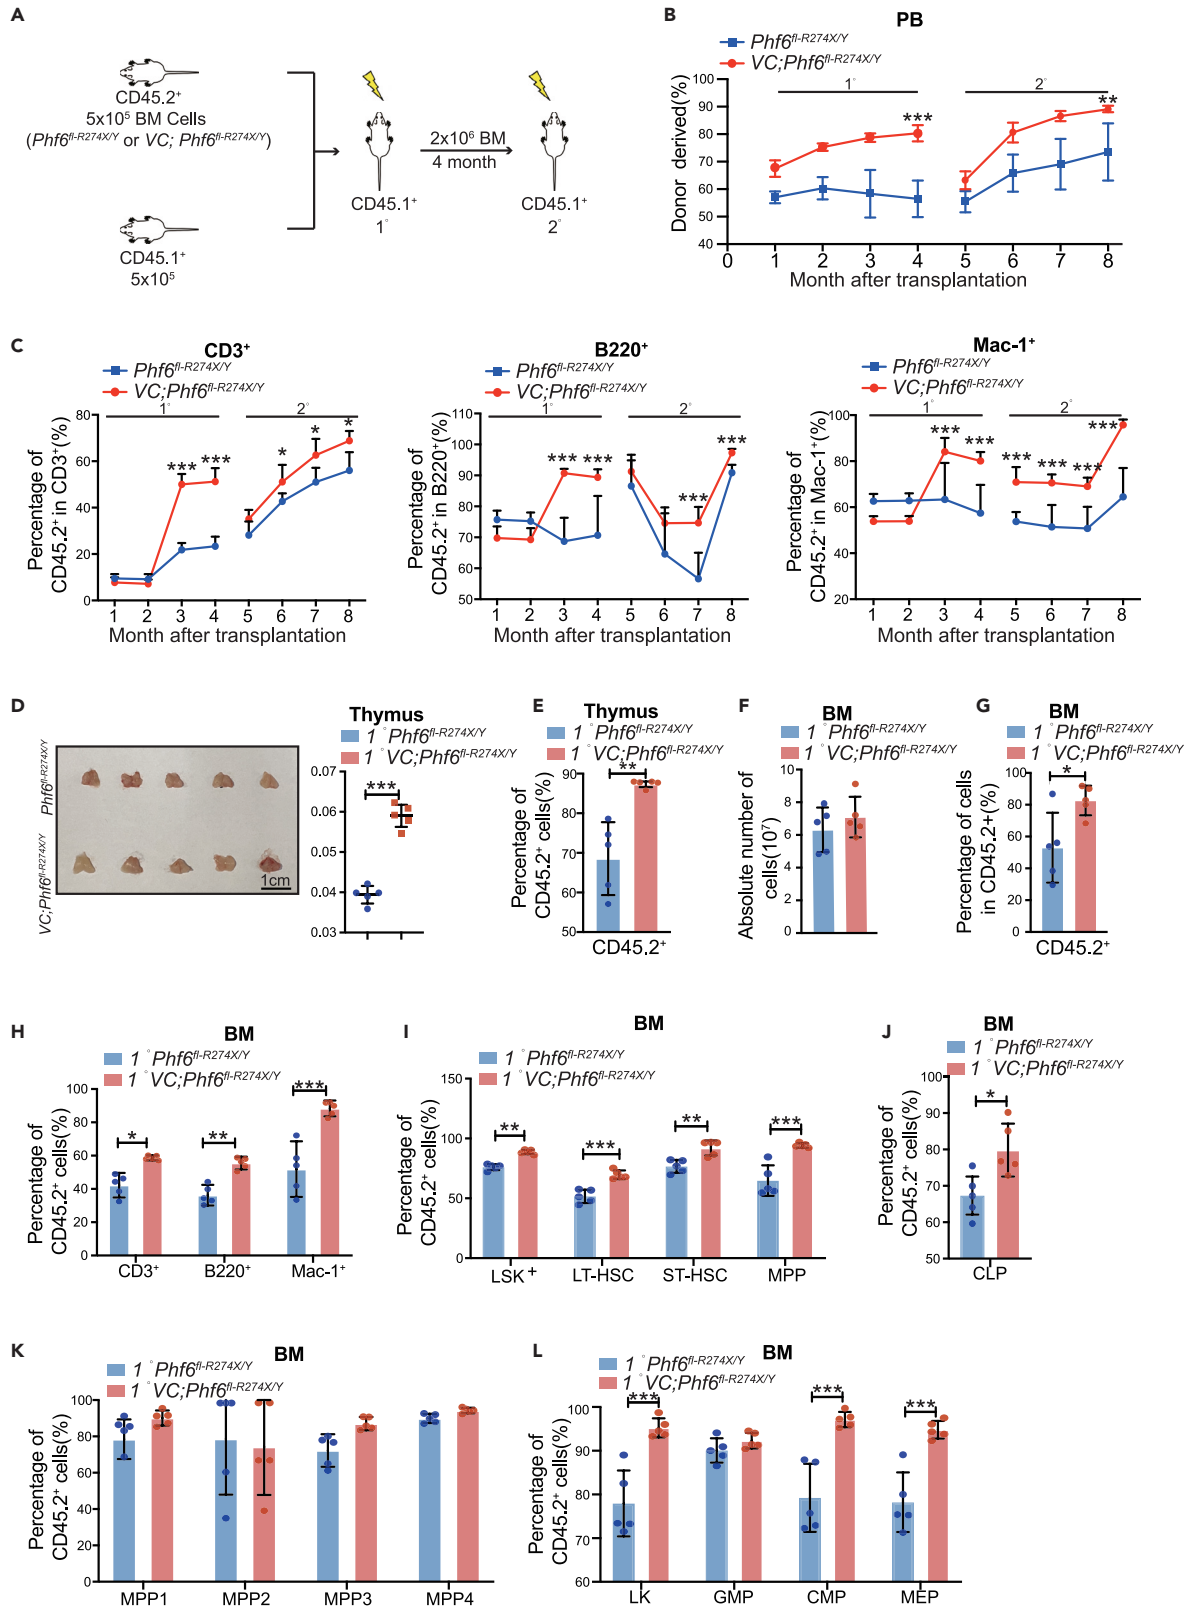 A
CD45.2⁺
5x10⁵ BM Cells
(Phf6ᶠˡ⁻ᴿ²⁷⁴ˣ/ʸ or VC; Phf6ᶠˡ⁻ᴿ²⁷⁴ˣ/ʸ)
CD45.1⁺
5x10⁵
CD45.1⁺
1°
2x10⁶ BM
4 month
CD45.1⁺
2°
B
PB
Phf6fl-R274X/Y
VC;Phf6fl-R274X/Y
1°
2°
***
**
Donor derived(%)
100
90
80
70
60
50
40
0 1 2 3 4 5 6 7 8
Month after transplantation
C
CD3⁺
Phf6fl-R274X/Y
VC;Phf6fl-R274X/Y
1°
2°
*** *** * * *
Percentage of
CD45.2⁺ in CD3⁺(%)
80
60
40
20
0
1 2 3 4 5 6 7 8
Month after transplantation
B220⁺
Phf6fl-R274X/Y
VC;Phf6fl-R274X/Y
1°
2°
*** *** *** ***
Percentage of
CD45.2⁺ in B220⁺(%)
110
100
90
80
70
60
50
1 2 3 4 5 6 7 8
Month after transplantation
Mac-1⁺
Phf6fl-R274X/Y
VC;Phf6fl-R274X/Y
1°
2°
*** *** *** *** *** ***
Percentage of
CD45.2⁺ in Mac-1⁺(%)
100
80
60
40
20
1 2 3 4 5 6 7 8
Month after transplantation
D
Phf6fl-R274X/Y
VC;Phf6fl-R274X/Y
1cm
Thymus
1°Phf6fl-R274X/Y
1°VC;Phf6fl-R274X/Y
***
0.07
0.06
0.05
0.04
0.03
E
Thymus
1°Phf6fl-R274X/Y
1°VC;Phf6fl-R274X/Y
**
Percentage of
CD45.2⁺ cells(%)
90
80
70
60
50
CD45.2⁺
F
BM
1°Phf6fl-R274X/Y
1°VC;Phf6fl-R274X/Y
Absolute number of
cells(10⁷)
10
8
6
4
2
0
G
BM
1°Phf6fl-R274X/Y
1°VC;Phf6fl-R274X/Y
*
Percentage of cells
in CD45.2+(%)
100
80
60
40
20
0
CD45.2⁺
H
BM
1°Phf6fl-R274X/Y
1°VC;Phf6fl-R274X/Y
* ** ***
Percentage of
CD45.2⁺ cells(%)
100
80
60
40
20
0
CD3⁺ B220⁺ Mac-1⁺
I
BM
1°Phf6fl-R274X/Y
1°VC;Phf6fl-R274X/Y
** *** ** ***
Percentage of
CD45.2⁺ cells(%)
150
100
50
0
LSK⁺ LT-HSC ST-HSC MPP
J
BM
1°Phf6fl-R274X/Y
1°VC;Phf6fl-R274X/Y
*
Percentage of
CD45.2⁺ cells(%)
100
90
80
70
60
50
CLP
K
BM
1°Phf6fl-R274X/Y
1°VC;Phf6fl-R274X/Y
Percentage of
CD45.2⁺ cells(%)
100
80
60
40
20
0
MPP1 MPP2 MPP3 MPP4
L
BM
1°Phf6fl-R274X/Y
1°VC;Phf6fl-R274X/Y
*** *** ***
Percentage of
CD45.2⁺ cells(%)
100
90
80
70
60
LK GMP CMP MEP